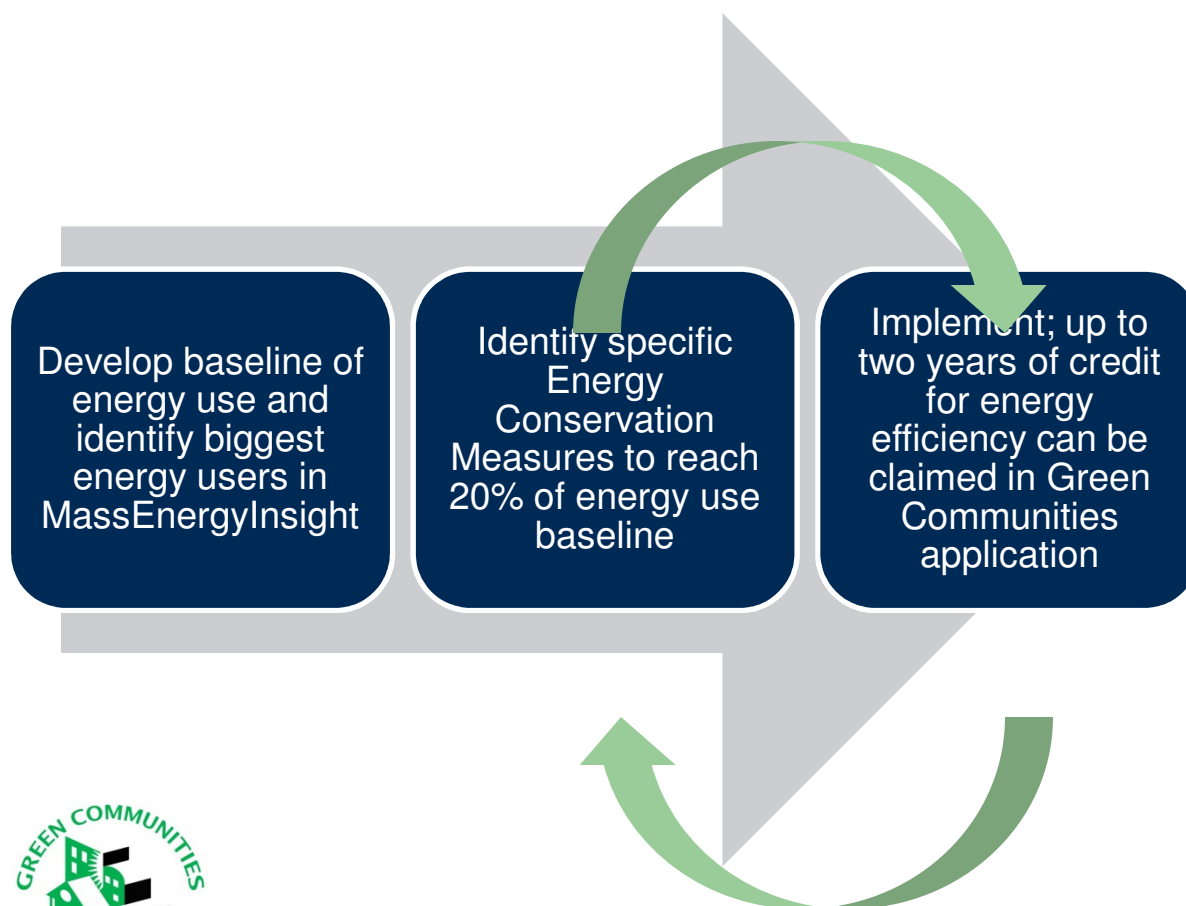 Develop baseline of
energy use and
identify biggest
energy users in
MassEnergyInsight
Identify specific
Energy
Conservation
Measures to reach
20% of energy use
baseline
Implement; up to
two years of credit
for energy
efficiency can be
claimed in Green
Communities
application
GREEN COMMUNITIES